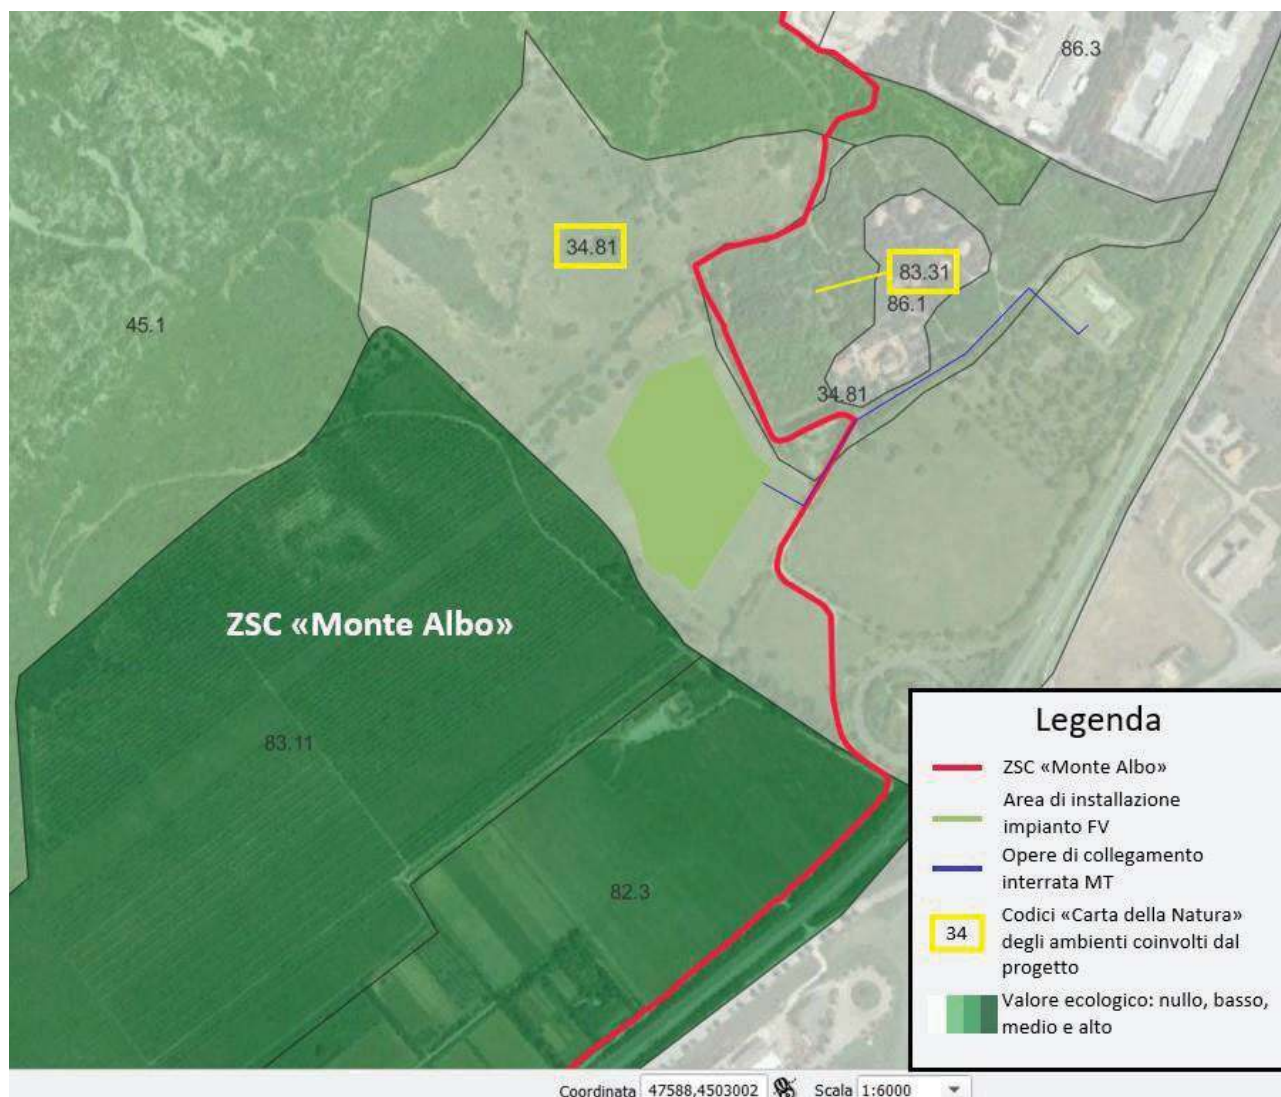 86.3
34.81
83.31
86.1
45.1
34.81
ZSC «Monte Albo»
83.11
82.3
Legenda
ZSC «Monte Albo»
Area di installazione
impianto FV
Opere di collegamento
interrata MT
34
Codici «Carta della Natura»
degli ambienti coinvolti dal
progetto
Valore ecologico: nullo, basso,
medio e alto
Coordinata 47588,4503002 Scala 1:6000